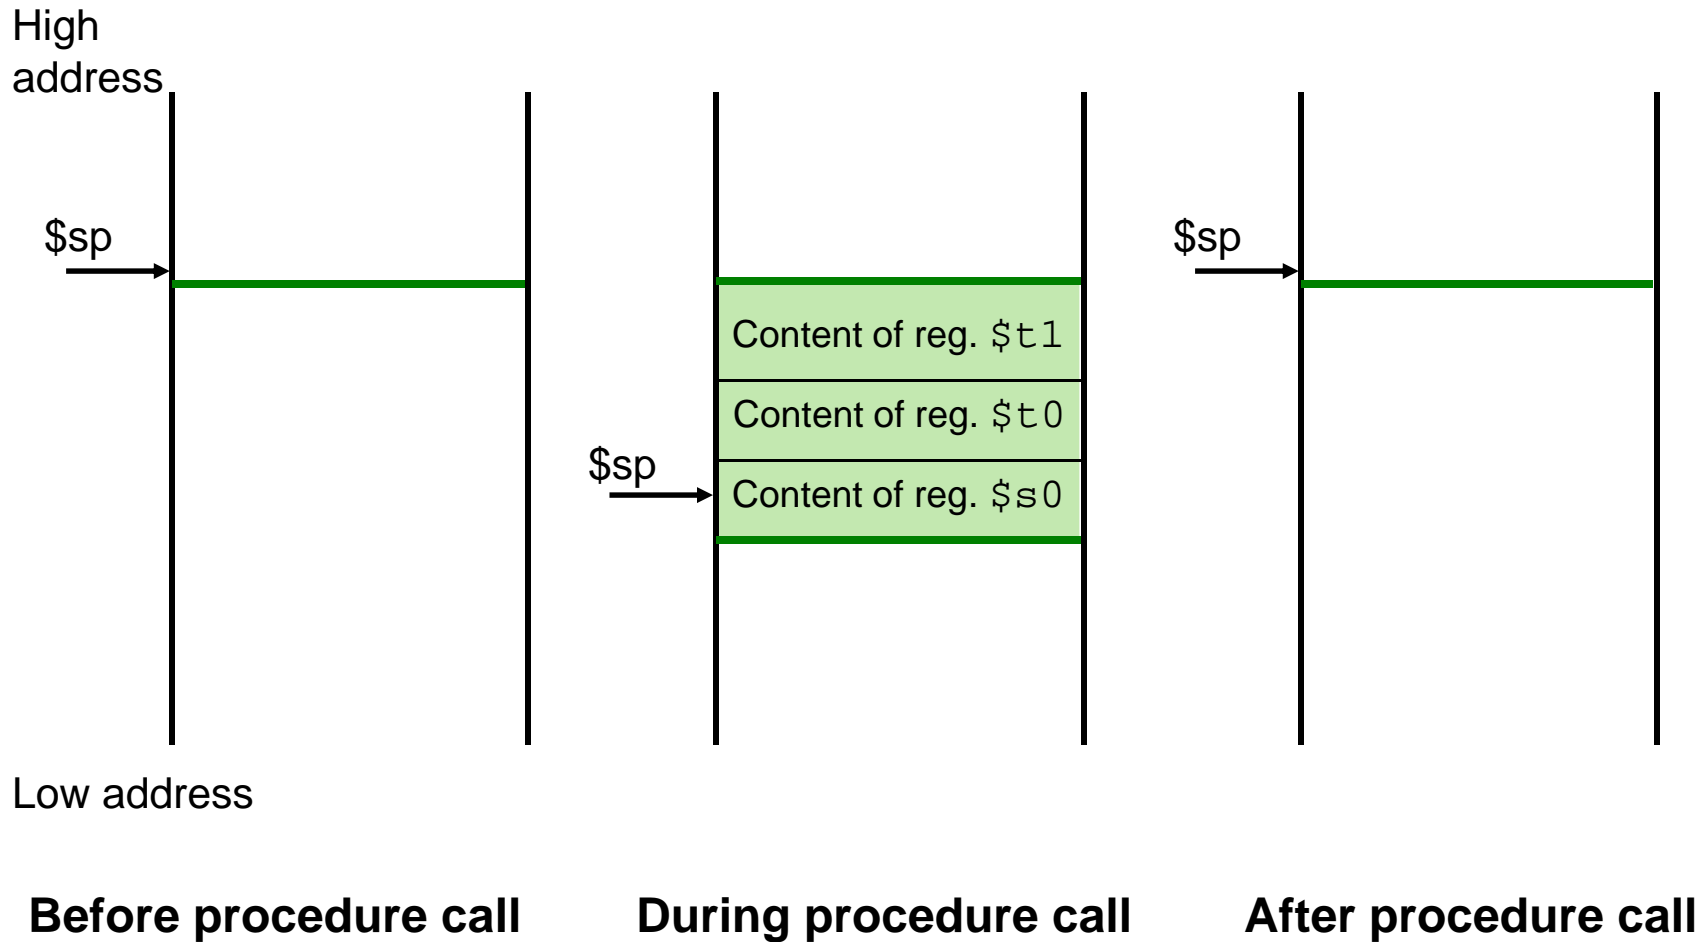 High
address
$sp
$sp
Content of reg. $t1
Content of reg. $t0
$sp
Content of reg. $s0
Low address
Before procedure call
During procedure call
After procedure call